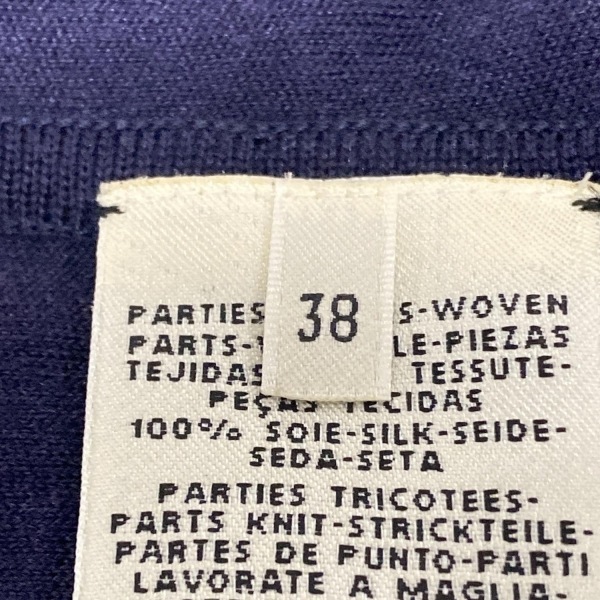 38
PARTIES S-WOVEN
PARTS- LE-PIEZAS
TEJIDAS TESSUTE-
PEÇAS TECIDAS
100% SOIE-SILK-SEIDE-
SEDA-SETA
PARTIES TRICOTEES-
PARTS KNIT-STRICKTEILE-
PARTES DE PUNTO-PARTI
LAVORATE A MAGLIA-